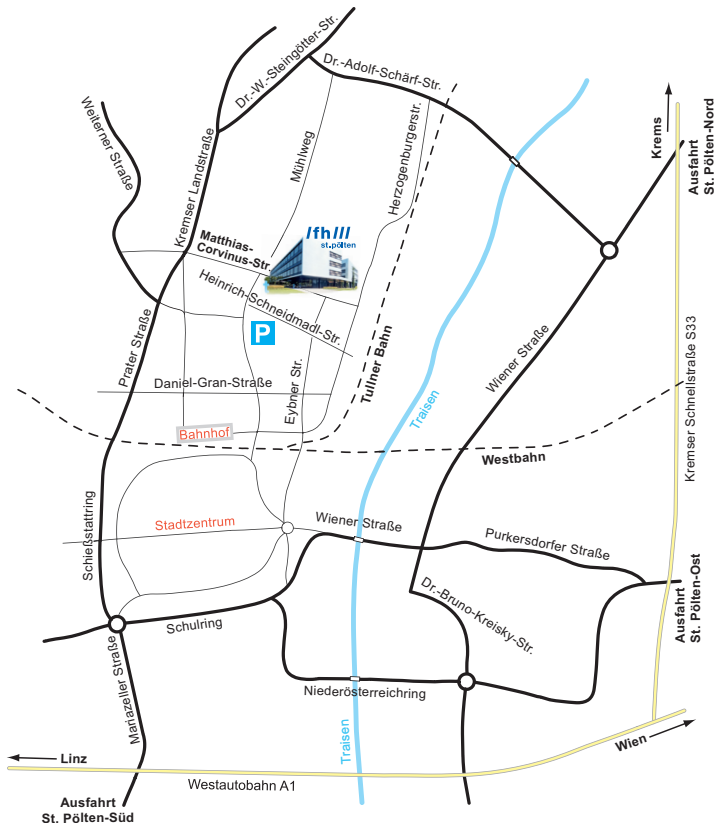 Dr.-W.-Steingötter-Str.
Dr.-Adolf-Schärf-Str.
Krems
Ausfahrt
St. Pölten-Nord
Weiterner Straße
Mühlweg
Herzogenburgerstr.
Kremser Landstraße
/fh///
st.pölten
Matthias-
Corvinus-Str.
Heinrich-Schneidmadl-Str.
P
Prater Straße
Tullner Bahn
Wiener Straße
Kremser Schnellstraße S33
Daniel-Gran-Straße
Eybner Str.
Traisen
Bahnhof
Westbahn
Schießstattring
Stadtzentrum
Wiener Straße
Purkersdorfer Straße
Dr.-Bruno-Kreisky-Str.
Ausfahrt
St. Pölten-Ost
Schulring
Mariazeller Straße
Niederösterreichring
Traisen
Wien
Linz
Westautobahn A1
Ausfahrt
St. Pölten-Süd